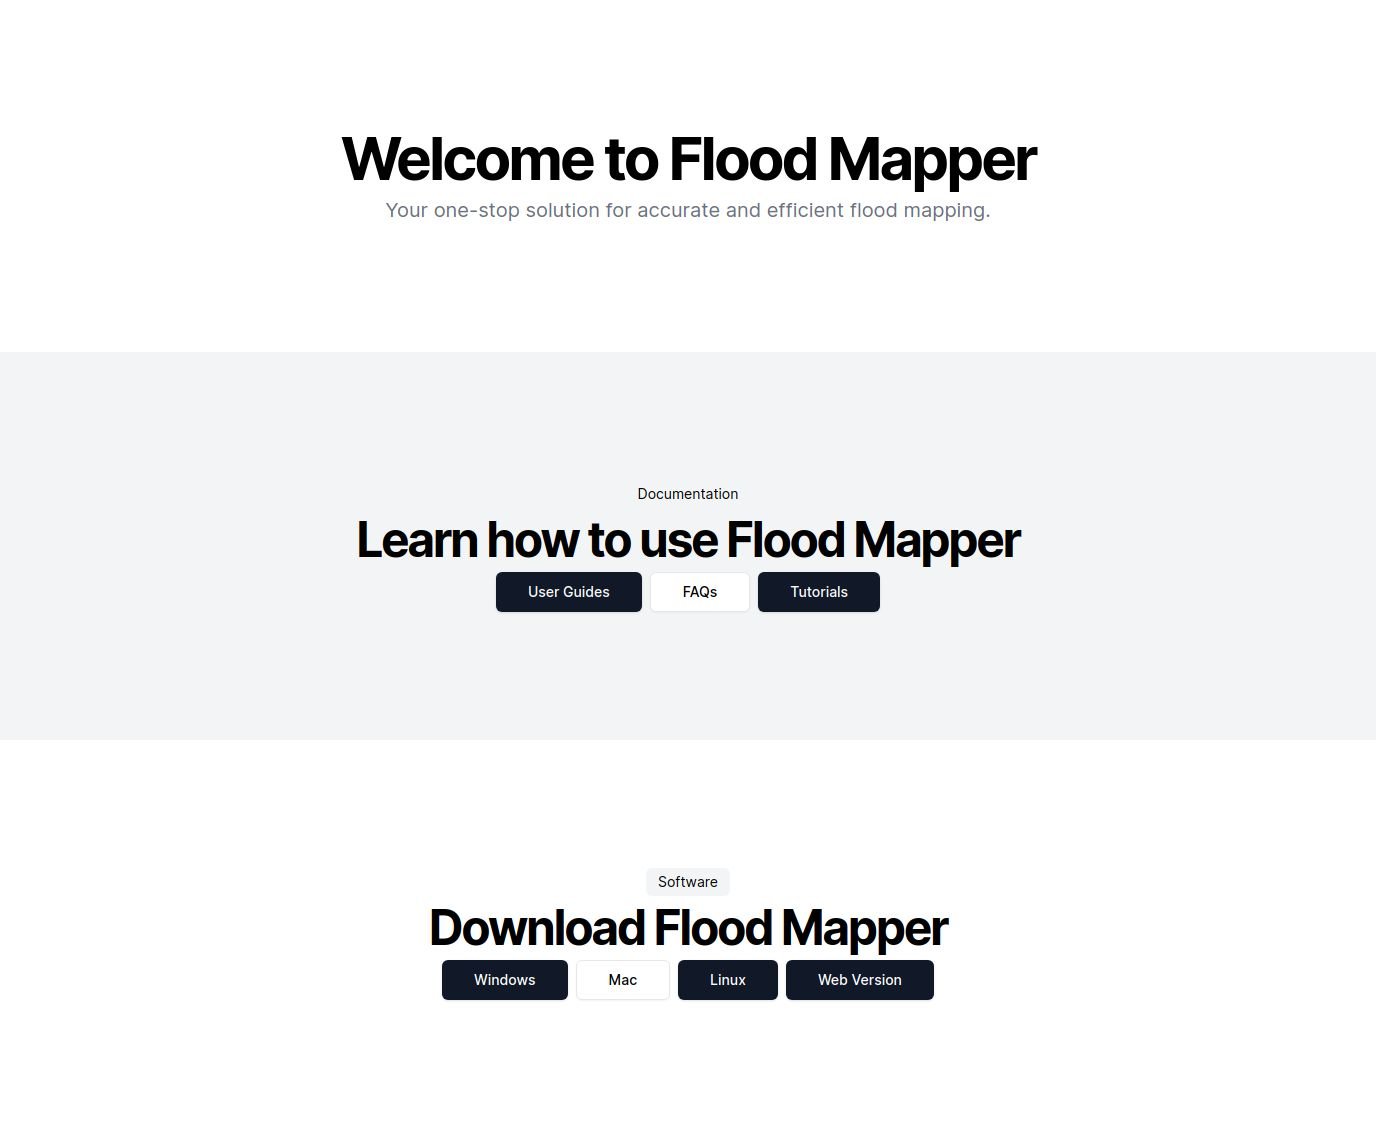 Welcome to Flood Mapper
Your one-stop solution for accurate and efficient flood mapping.
Documentation
Learn how to use Flood Mapper
User Guides FAQs Tutorials
Software
Download Flood Mapper
Windows Mac Linux Web Version